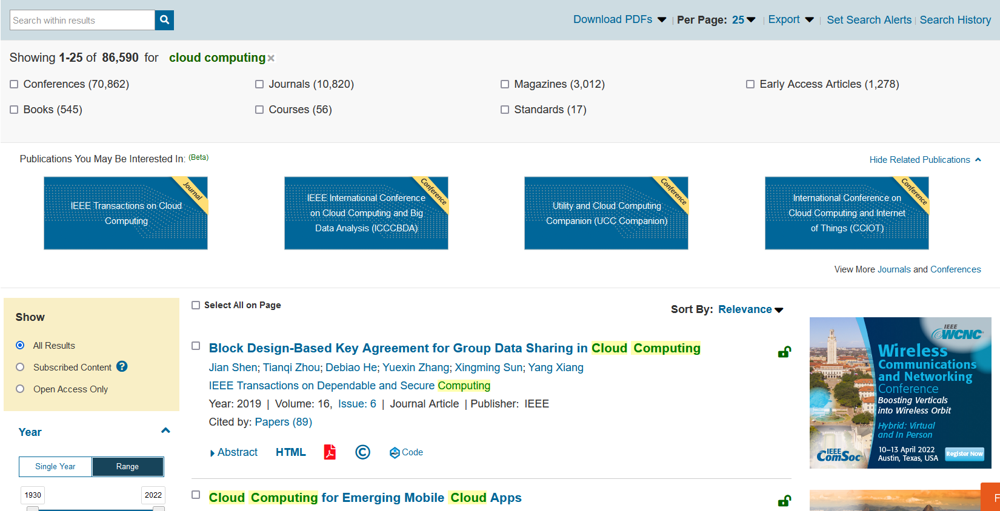 Search within results
Download PDFs | Per Page: 25 | Export | Set Search Alerts | Search History
Showing 1-25 of 86,590 for cloud computing
Conferences (70,862) Journals (10,820) Magazines (3,012) Early Access Articles (1,278)
Books (545) Courses (56) Standards (17)
Publications You May Be Interested In: (Beta)
Hide Related Publications
Journal
IEEE Transactions on Cloud
Computing
Conference
IEEE International Conference
on Cloud Computing and Big
Data Analysis (ICCCBDA)
Conference
Utility and Cloud Computing
Companion (UCC Companion)
Conference
International Conference on
Cloud Computing and Internet
of Things (CCIOT)
View More Journals and Conferences
Show
All Results
Subscribed Content ?
Open Access Only
Year
Single Year Range
1930 2022
Select All on Page
Sort By: Relevance
Block Design-Based Key Agreement for Group Data Sharing in Cloud Computing
Jian Shen; Tianqi Zhou; Debiao He; Yuexin Zhang; Xingming Sun; Yang Xiang
IEEE Transactions on Dependable and Secure Computing
Year: 2019 | Volume: 16, Issue: 6 | Journal Article | Publisher: IEEE
Cited by: Papers (89)
Abstract HTML © Code
Cloud Computing for Emerging Mobile Cloud Apps
IEEE
WCNC
Wireless
Communications
and Networking
Conference
Boosting Verticals
into Wireless Orbit
Hybrid: Virtual
and In Person
10–13 April 2022
Austin, Texas, USA
IEEE
ComSoc
Register Now
F